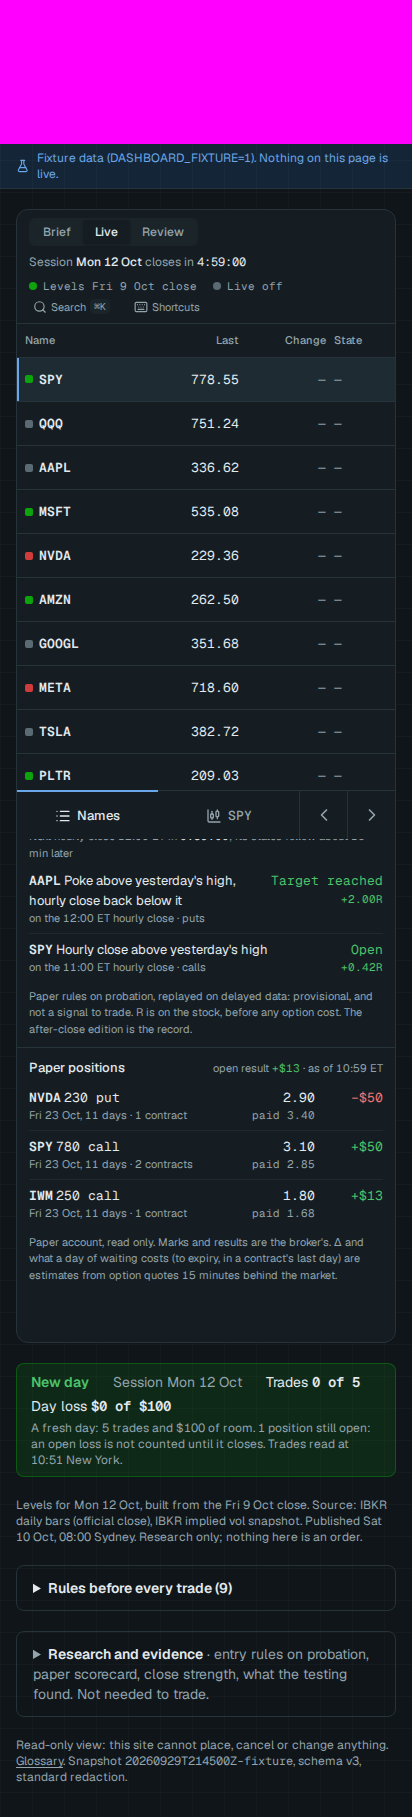 Fixture data (DASHBOARD_FIXTURE=1). Nothing on this page is
live.
Brief Live Review
Session Mon 12 Oct closes in 4:59:00
Levels Fri 9 Oct close Live off
Search ⌘K Shortcuts
Name Last Change State
SPY 778.55 — —
QQQ 751.24 — —
AAPL 336.62 — —
MSFT 535.08 — —
NVDA 229.36 — —
AMZN 262.50 — —
GOOGL 351.68 — —
META 718.60 — —
TSLA 382.72 — —
PLTR 209.03 — —
Names SPY
min later
AAPL Poke above yesterday's high, Target reached
hourly close back below it +2.00R
on the 12:00 ET hourly close · puts
SPY Hourly close above yesterday's high Open
on the 11:00 ET hourly close · calls +0.42R
Paper rules on probation, replayed on delayed data: provisional, and
not a signal to trade. R is on the stock, before any option cost. The
after-close edition is the record.
Paper positions open result +$13 · as of 10:59 ET
NVDA 230 put 2.90 −$50
Fri 23 Oct, 11 days · 1 contract paid 3.40
SPY 780 call 3.10 +$50
Fri 23 Oct, 11 days · 2 contracts paid 2.85
IWM 250 call 1.80 +$13
Fri 23 Oct, 11 days · 1 contract paid 1.68
Paper account, read only. Marks and results are the broker's. Δ and
what a day of waiting costs (to expiry, in a contract's last day) are
estimates from option quotes 15 minutes behind the market.
New day Session Mon 12 Oct Trades 0 of 5
Day loss $0 of $100
A fresh day: 5 trades and $100 of room. 1 position still open:
an open loss is not counted until it closes. Trades read at
10:51 New York.
Levels for Mon 12 Oct, built from the Fri 9 Oct close. Source: IBKR
daily bars (official close), IBKR implied vol snapshot. Published Sat
10 Oct, 08:00 Sydney. Research only; nothing here is an order.
Rules before every trade (9)
Research and evidence · entry rules on probation,
paper scorecard, close strength, what the testing
found. Not needed to trade.
Read-only view: this site cannot place, cancel or change anything.
Glossary. Snapshot 20260929T214500Z-fixture, schema v3,
standard redaction.